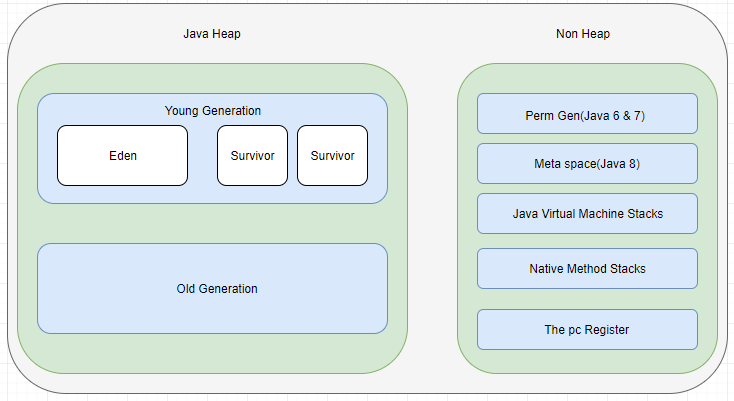 Java Heap
Non Heap
Young Generation
Eden
Survivor
Survivor
Old Generation
Perm Gen(Java 6 & 7)
Meta space(Java 8)
Java Virtual Machine Stacks
Native Method Stacks
The pc Register